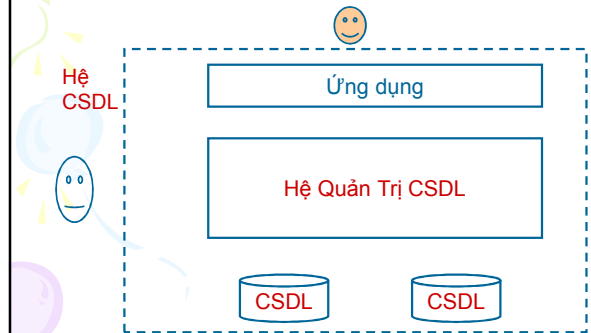 Hệ
CSDL
Ứng dụng
Hệ Quản Trị CSDL
CSDL
CSDL